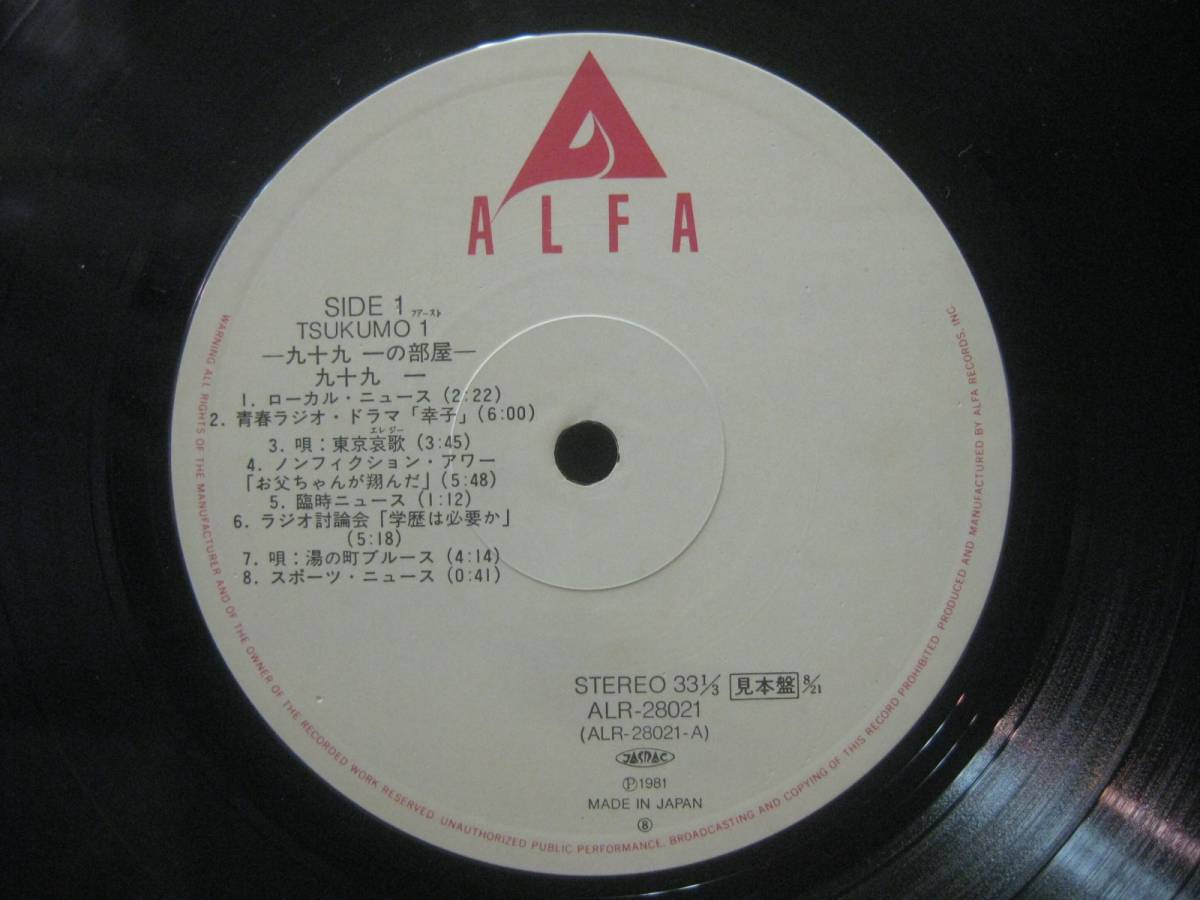 ALFA
SIDE 1
ファースト
TSUKUMO 1
—九十九 一の部屋—
九十九 一
1. ローカル・ニュース (2:22)
2. 青春ラジオ・ドラマ「幸子」(6:00)
エレジー
3. 唄:東京哀歌 (3:45)
4. ノンフィクション・アワー
「お父ちゃんが翔んだ」(5:48)
5. 臨時ニュース (1:12)
6. ラジオ討論会「学歴は必要か」
(5:18)
7. 唄:湯の町ブルース (4:14)
8. スポーツ・ニュース (0:41)
STEREO 33⅓ 見本盤 8/21
ALR-28021
(ALR-28021-A)
JASRAC
Ⓟ1981
MADE IN JAPAN
⑧
WARNING ALL RIGHTS OF THE MANUFACTURER AND OF THE OWNER OF THE RECORDED WORK RESERVED. UNAUTHORIZED PUBLIC PERFORMANCE, BROADCASTING AND COPYING OF THIS RECORD PROHIBITED PRODUCED AND MANUFACTURED BY ALFA RECORDS, INC